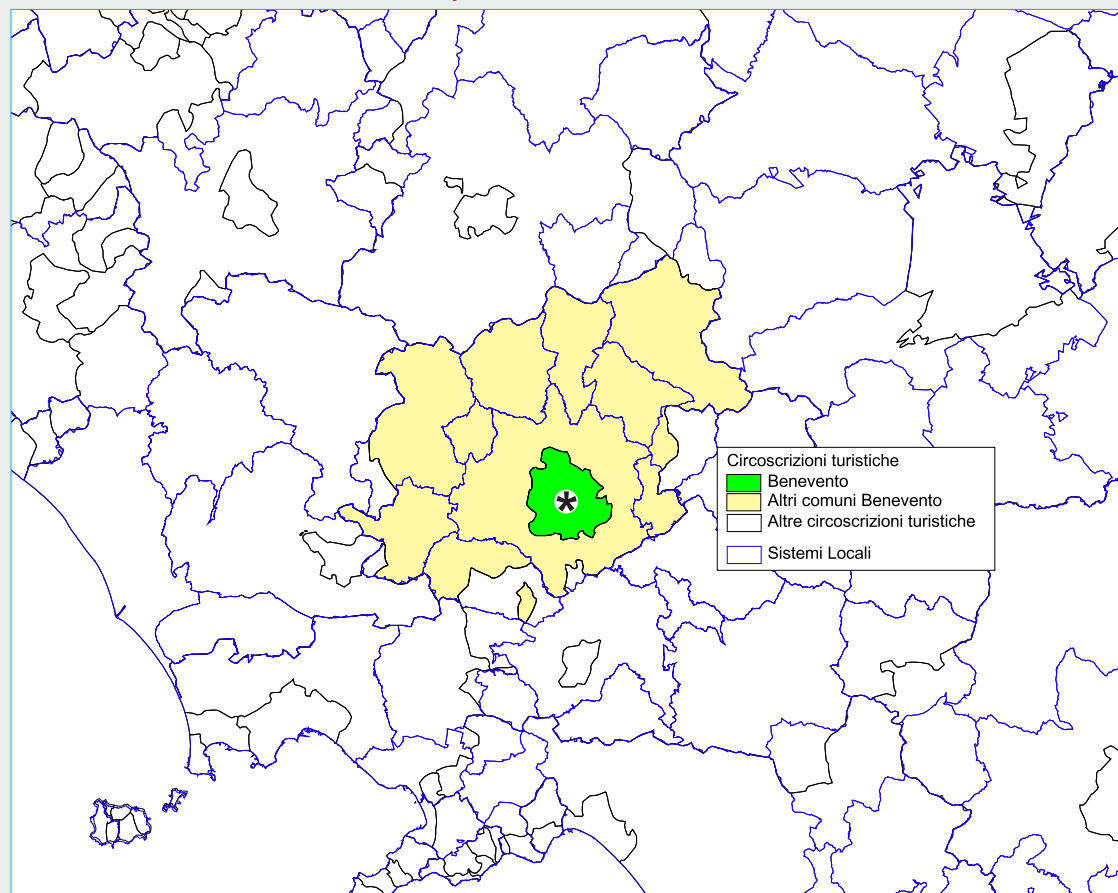 Circoscrizioni turistiche
Benevento
Altri comuni Benevento
Altre circoscrizioni turistiche
Sistemi Locali